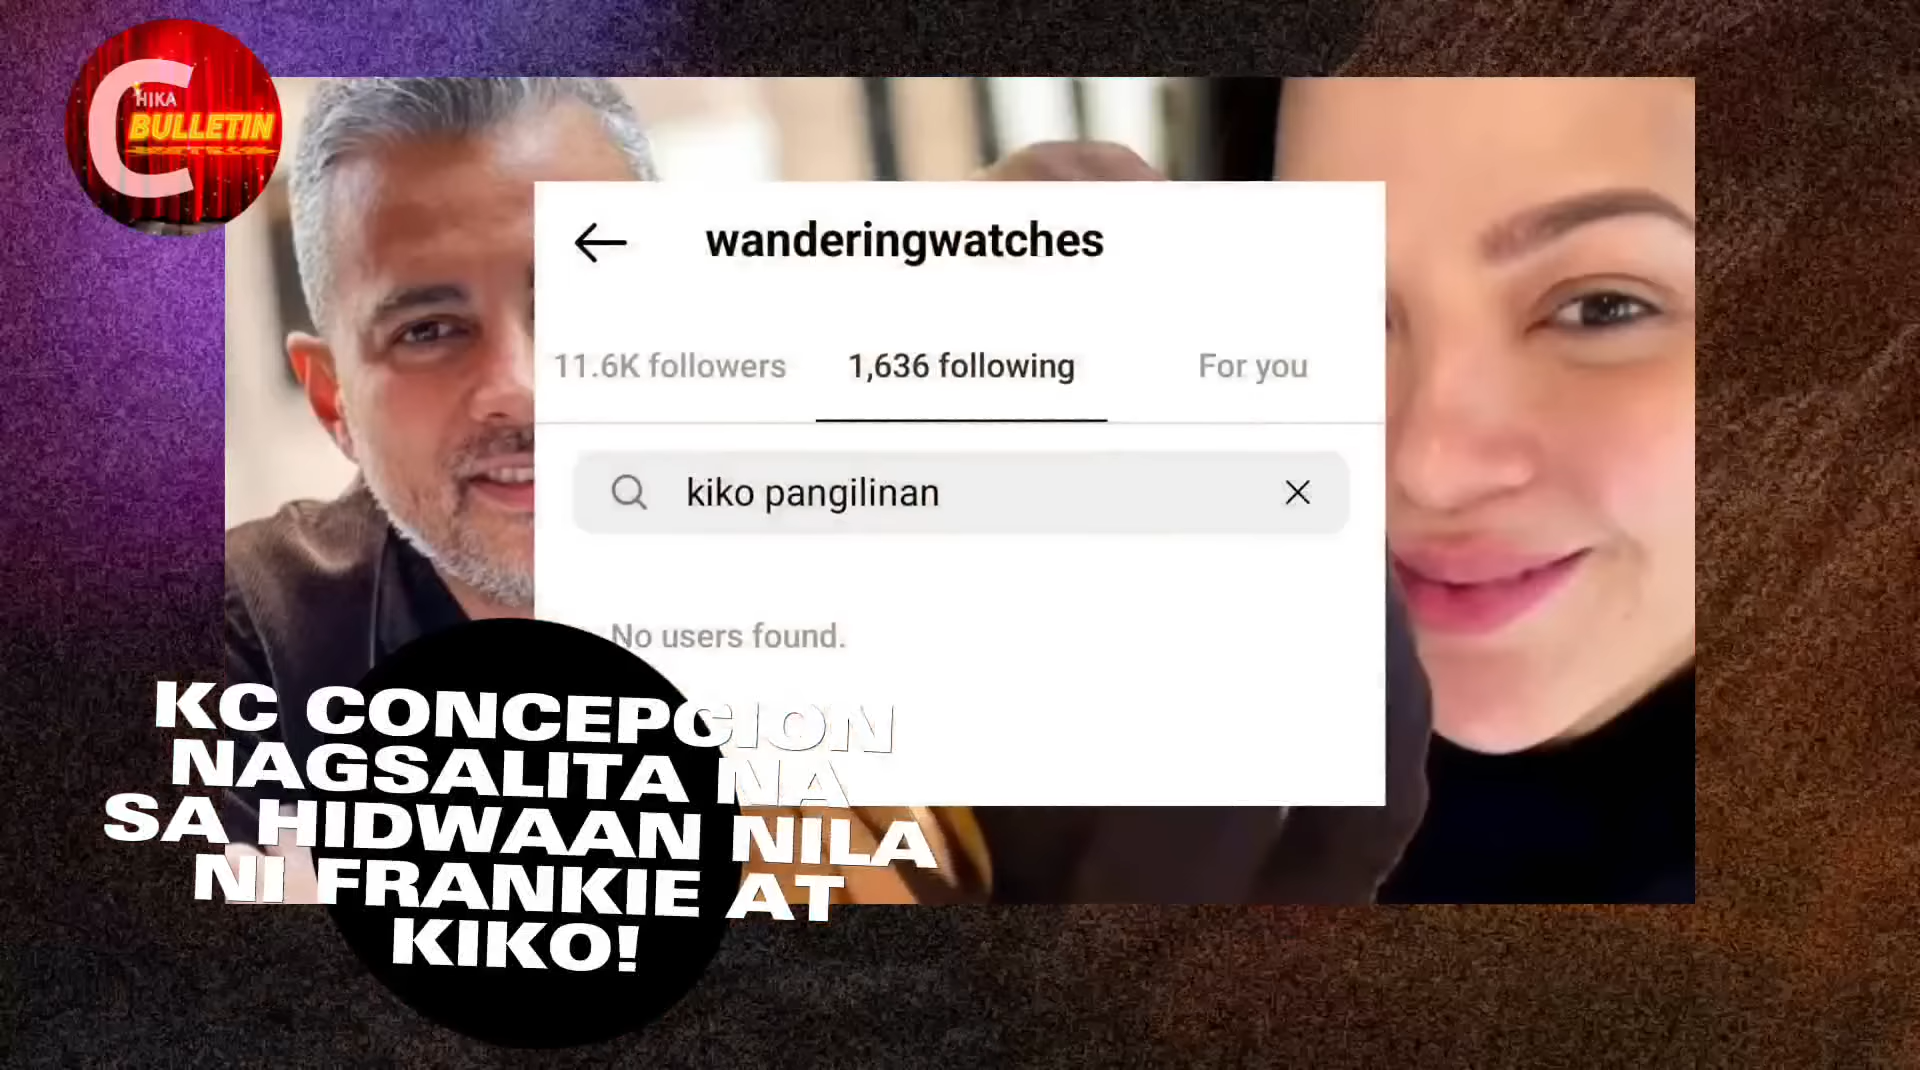 C
HIKA
BULLETIN
wanderingwatches
11.6K followers
1,636 following
For you
kiko pangilinan
No users found.
KC CONCEPCION
NAGSALITA NA
SA HIDWAAN NILA
NI FRANKIE AT
KIKO!